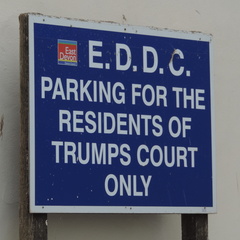 East
Devon
E.D.D.C.
PARKING FOR THE
RESIDENTS OF
TRUMPS COURT
ONLY